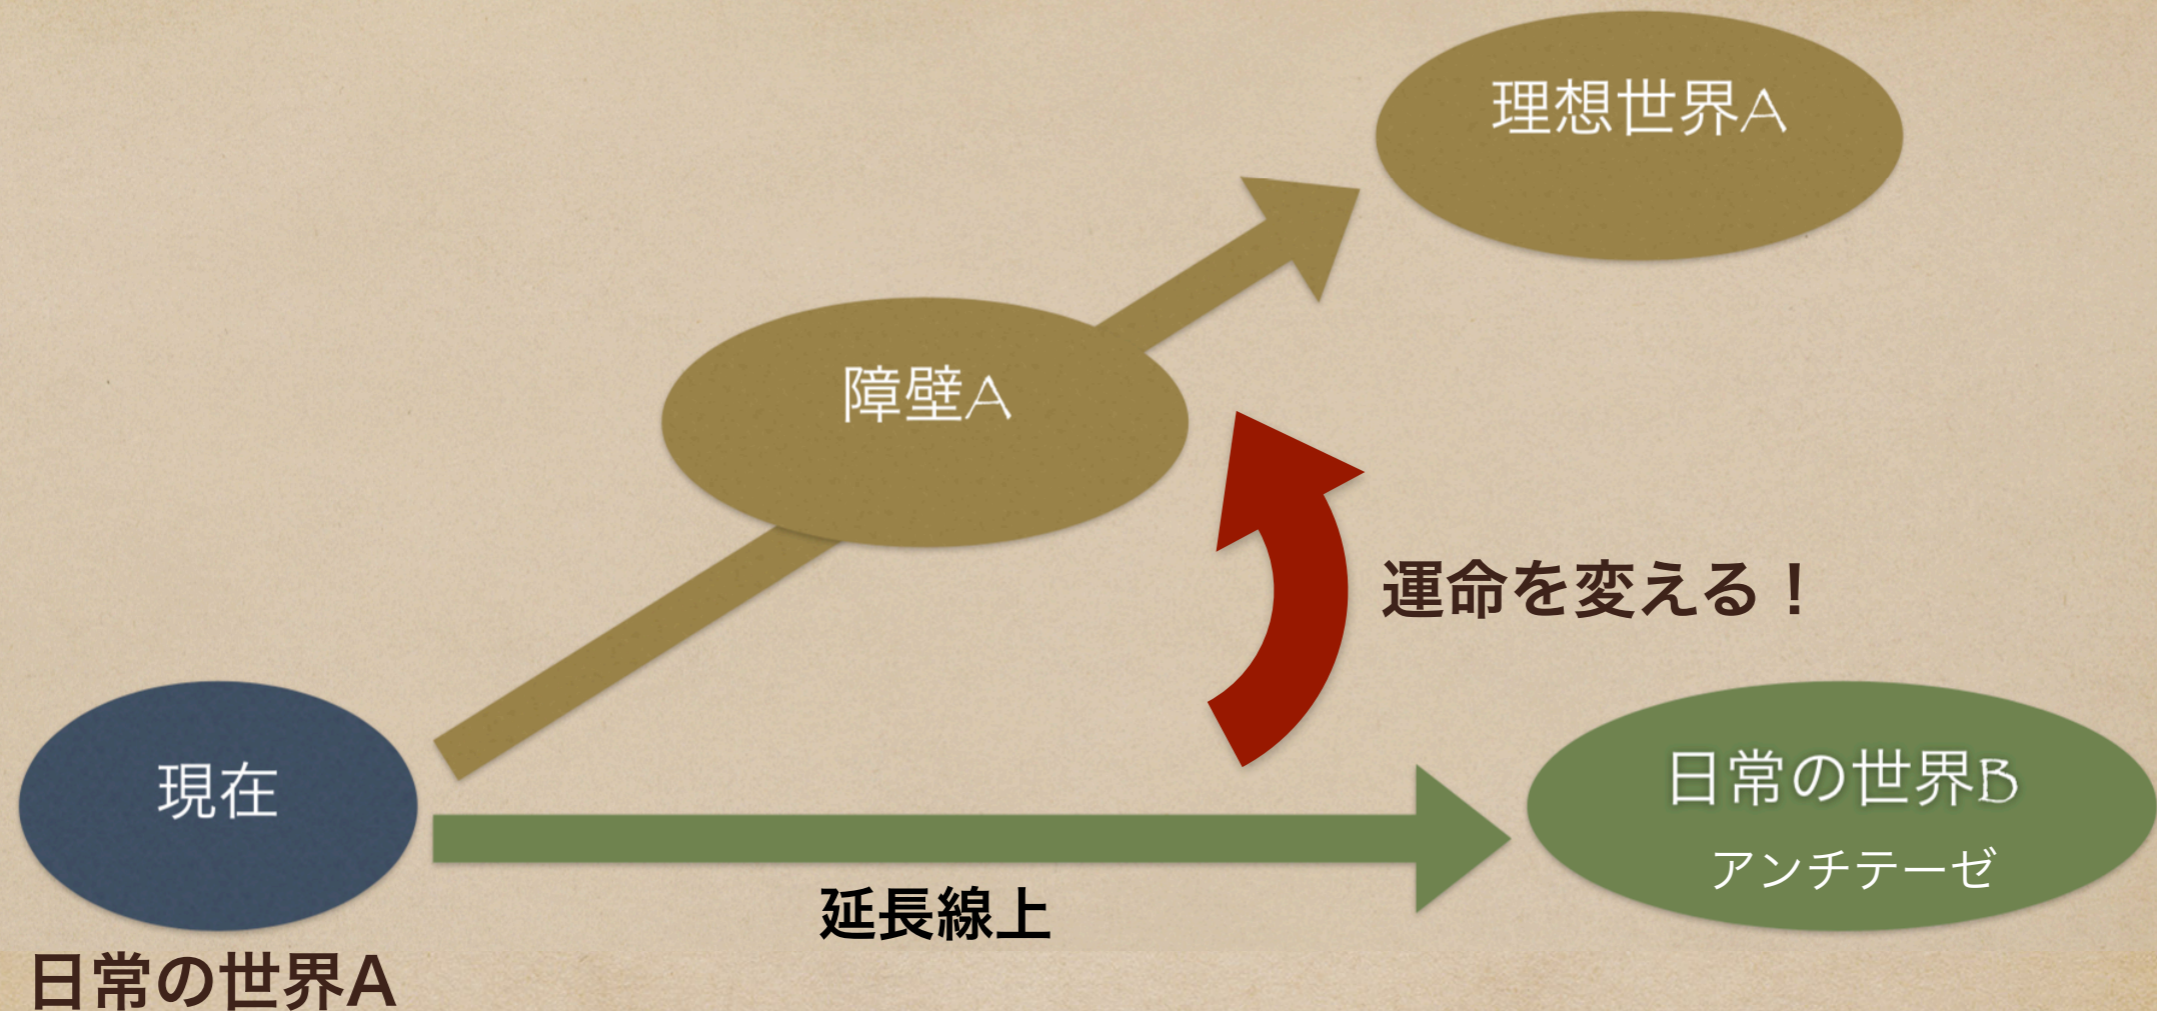 理想世界A
障壁A
運命を変える！
現在
日常の世界B
アンチテーゼ
延長線上
日常の世界A